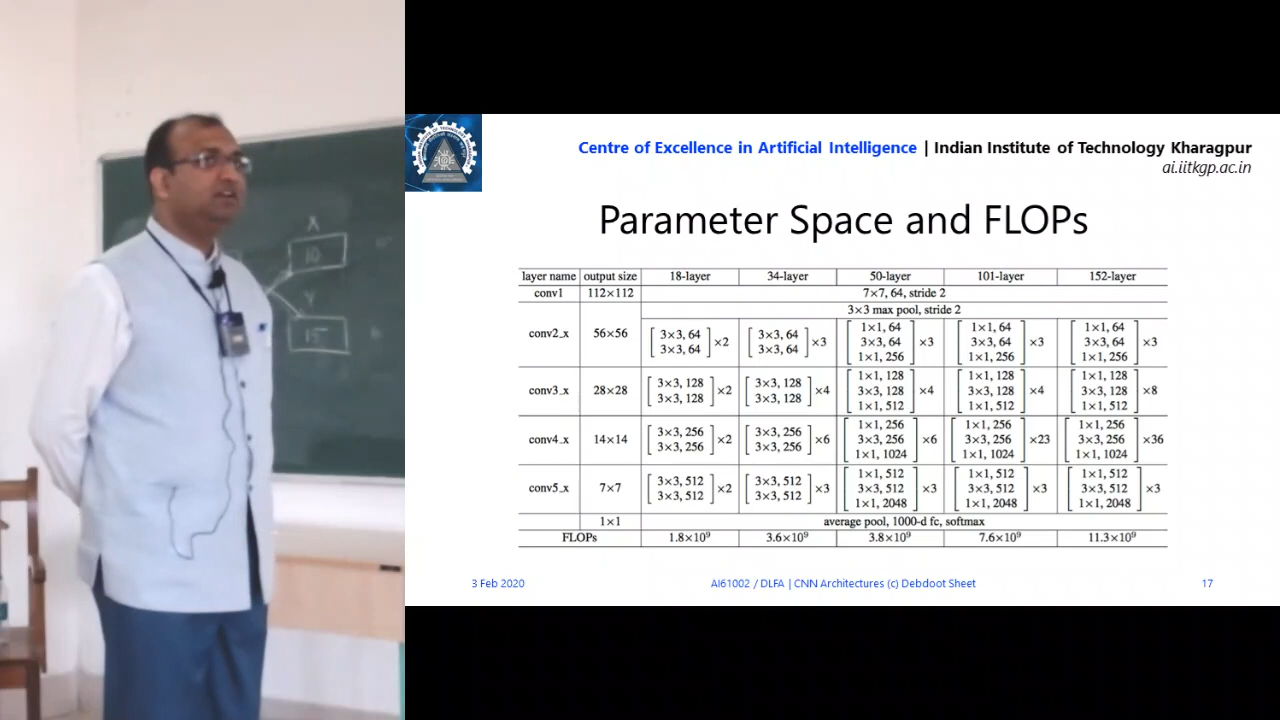 X
10
Y
15
Centre of Excellence in Artificial Intelligence | Indian Institute of Technology Kharagpur
ai.iitkgp.ac.in
Parameter Space and FLOPs
layer name output size 18-layer 34-layer 50-layer 101-layer 152-layer
conv1 112×112 7×7, 64, stride 2
3×3 max pool, stride 2
conv2_x 56×56 [3×3, 64 3×3, 64]×2 [3×3, 64 3×3, 64]×3 [1×1, 64 3×3, 64 1×1, 256]×3 [1×1, 64 3×3, 64 1×1, 256]×3 [1×1, 64 3×3, 64 1×1, 256]×3
conv3_x 28×28 [3×3, 128 3×3, 128]×2 [3×3, 128 3×3, 128]×4 [1×1, 128 3×3, 128 1×1, 512]×4 [1×1, 128 3×3, 128 1×1, 512]×4 [1×1, 128 3×3, 128 1×1, 512]×8
conv4_x 14×14 [3×3, 256 3×3, 256]×2 [3×3, 256 3×3, 256]×6 [1×1, 256 3×3, 256 1×1, 1024]×6 [1×1, 256 3×3, 256 1×1, 1024]×23 [1×1, 256 3×3, 256 1×1, 1024]×36
conv5_x 7×7 [3×3, 512 3×3, 512]×2 [3×3, 512 3×3, 512]×3 [1×1, 512 3×3, 512 1×1, 2048]×3 [1×1, 512 3×3, 512 1×1, 2048]×3 [1×1, 512 3×3, 512 1×1, 2048]×3
1×1 average pool, 1000-d fc, softmax
FLOPs 1.8×10⁹ 3.6×10⁹ 3.8×10⁹ 7.6×10⁹ 11.3×10⁹
3 Feb 2020 AI61002 / DLFA | CNN Architectures (c) Debdoot Sheet 17